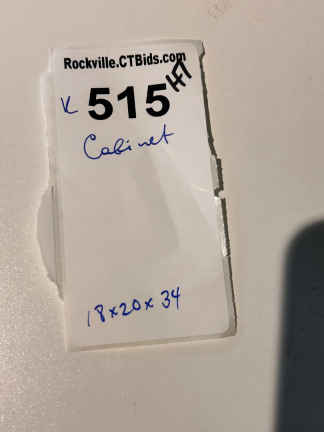 Rockville.CTBids.com
K 515 HT
Cabinet
18x20x34